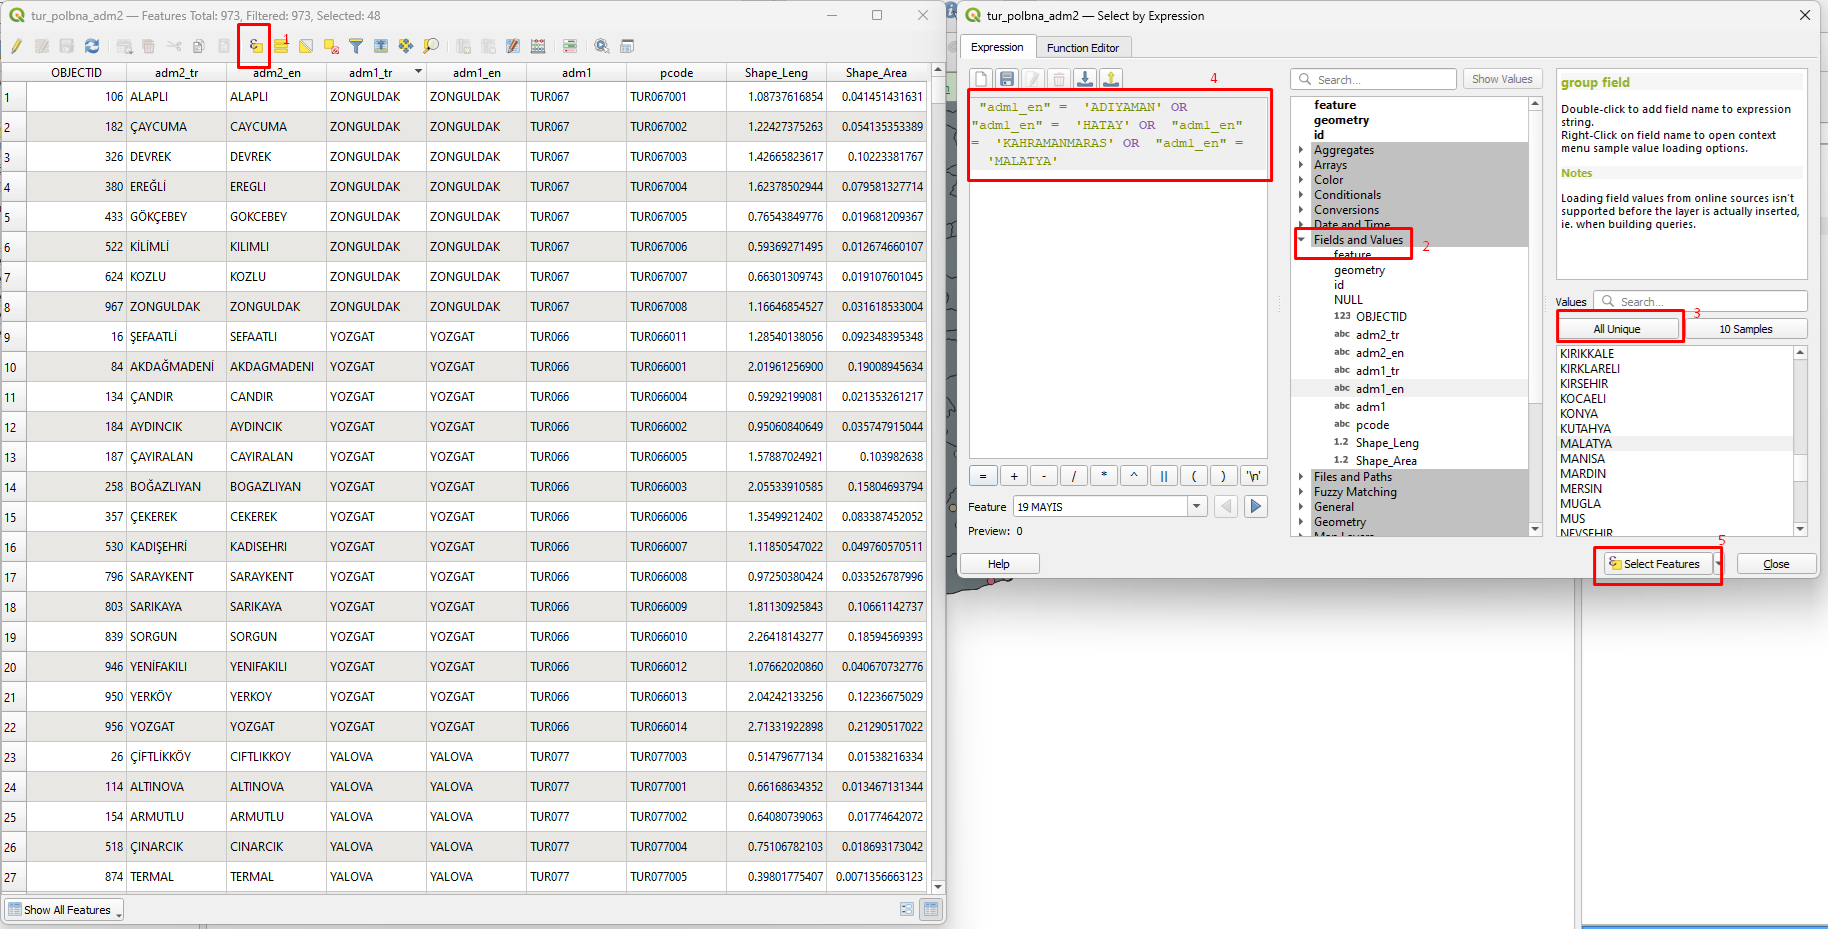 tur_polbna_adm2 — Features Total: 973, Filtered: 973, Selected: 48
1
OBJECTID adm2_tr adm2_en adm1_tr adm1_en adm1 pcode Shape_Leng Shape_Area
1 106 ALAPLI ALAPLI ZONGULDAK ZONGULDAK TUR067 TUR067001 1.08737616854 0.041451431631
2 182 ÇAYCUMA CAYCUMA ZONGULDAK ZONGULDAK TUR067 TUR067002 1.22427375263 0.054135353389
3 326 DEVREK DEVREK ZONGULDAK ZONGULDAK TUR067 TUR067003 1.42665823617 0.10223381767
4 380 EREĞLİ EREGLI ZONGULDAK ZONGULDAK TUR067 TUR067004 1.62378502944 0.079581327714
5 433 GÖKÇEBEY GOKCEBEY ZONGULDAK ZONGULDAK TUR067 TUR067005 0.76543849776 0.019681209367
6 522 KİLİMLİ KILIMLI ZONGULDAK ZONGULDAK TUR067 TUR067006 0.59369271495 0.012674660107
7 624 KOZLU KOZLU ZONGULDAK ZONGULDAK TUR067 TUR067007 0.66301309743 0.019107601045
8 967 ZONGULDAK ZONGULDAK ZONGULDAK ZONGULDAK TUR067 TUR067008 1.16646854527 0.031618533004
9 16 ŞEFAATLİ SEFAATLI YOZGAT YOZGAT TUR066 TUR066011 1.28540138056 0.092348395348
10 84 AKDAĞMADENİ AKDAGMADENI YOZGAT YOZGAT TUR066 TUR066001 2.01961256900 0.19008945634
11 134 ÇANDIR CANDIR YOZGAT YOZGAT TUR066 TUR066004 0.59292199081 0.021353261217
12 184 AYDINCIK AYDINCIK YOZGAT YOZGAT TUR066 TUR066002 0.95060840649 0.035747915044
13 187 ÇAYIRALAN CAYIRALAN YOZGAT YOZGAT TUR066 TUR066005 1.57887024921 0.103982638
14 258 BOĞAZLIYAN BOGAZLIYAN YOZGAT YOZGAT TUR066 TUR066003 2.05533910585 0.15804693794
15 357 ÇEKEREK CEKEREK YOZGAT YOZGAT TUR066 TUR066006 1.35499212402 0.083387452052
16 530 KADIŞEHRİ KADISEHRI YOZGAT YOZGAT TUR066 TUR066007 1.11850547022 0.049760570511
17 796 SARAYKENT SARAYKENT YOZGAT YOZGAT TUR066 TUR066008 0.97250380424 0.033526787996
18 803 SARIKAYA SARIKAYA YOZGAT YOZGAT TUR066 TUR066009 1.81130925843 0.10661142737
19 839 SORGUN SORGUN YOZGAT YOZGAT TUR066 TUR066010 2.26418143277 0.18594569393
20 946 YENİFAKILI YENIFAKILI YOZGAT YOZGAT TUR066 TUR066012 1.07662020860 0.040670732776
21 950 YERKÖY YERKOY YOZGAT YOZGAT TUR066 TUR066013 2.04242133256 0.12236675029
22 956 YOZGAT YOZGAT YOZGAT YOZGAT TUR066 TUR066014 2.71331922898 0.21290517022
23 26 ÇİFTLİKKÖY CIFTLIKKOY YALOVA YALOVA TUR077 TUR077003 0.51479677134 0.01538216334
24 114 ALTINOVA ALTINOVA YALOVA YALOVA TUR077 TUR077001 0.66168634352 0.013467131344
25 154 ARMUTLU ARMUTLU YALOVA YALOVA TUR077 TUR077002 0.64080739063 0.01774642072
26 518 ÇINARCIK CINARCIK YALOVA YALOVA TUR077 TUR077004 0.75106782103 0.018693173042
27 874 TERMAL TERMAL YALOVA YALOVA TUR077 TUR077005 0.39801775407 0.0071356663123
Show All Features
tur_polbna_adm2 — Select by Expression
Expression Function Editor
4
"adm1_en" = 'ADIYAMAN' OR
"adm1_en" = 'HATAY' OR "adm1_en"
= 'KAHRAMANMARAS' OR "adm1_en" =
'MALATYA'
= + - / * ^ || ( ) '\n'
Feature 19 MAYIS
Preview: 0
Help
Search... Show Values
feature
geometry
id
Aggregates
Arrays
Color
Conditionals
Conversions
Date and Time
Fields and Values
2
feature
geometry
id
NULL
123 OBJECTID
abc adm2_tr
abc adm2_en
abc adm1_tr
abc adm1_en
abc adm1
abc pcode
1.2 Shape_Leng
1.2 Shape_Area
Files and Paths
Fuzzy Matching
General
Geometry
Map Layers
group field
Double-click to add field name to expression
string.
Right-Click on field name to open context
menu sample value loading options.
Notes
Loading field values from online sources isn't
supported before the layer is actually inserted,
ie. when building queries.
Values Search...
3
All Unique 10 Samples
KIRIKKALE
KIRKLARELI
KIRSEHIR
KOCAELI
KONYA
KUTAHYA
MALATYA
MANISA
MARDIN
MERSIN
MUGLA
MUS
NEVSEHIR
5
Select Features Close